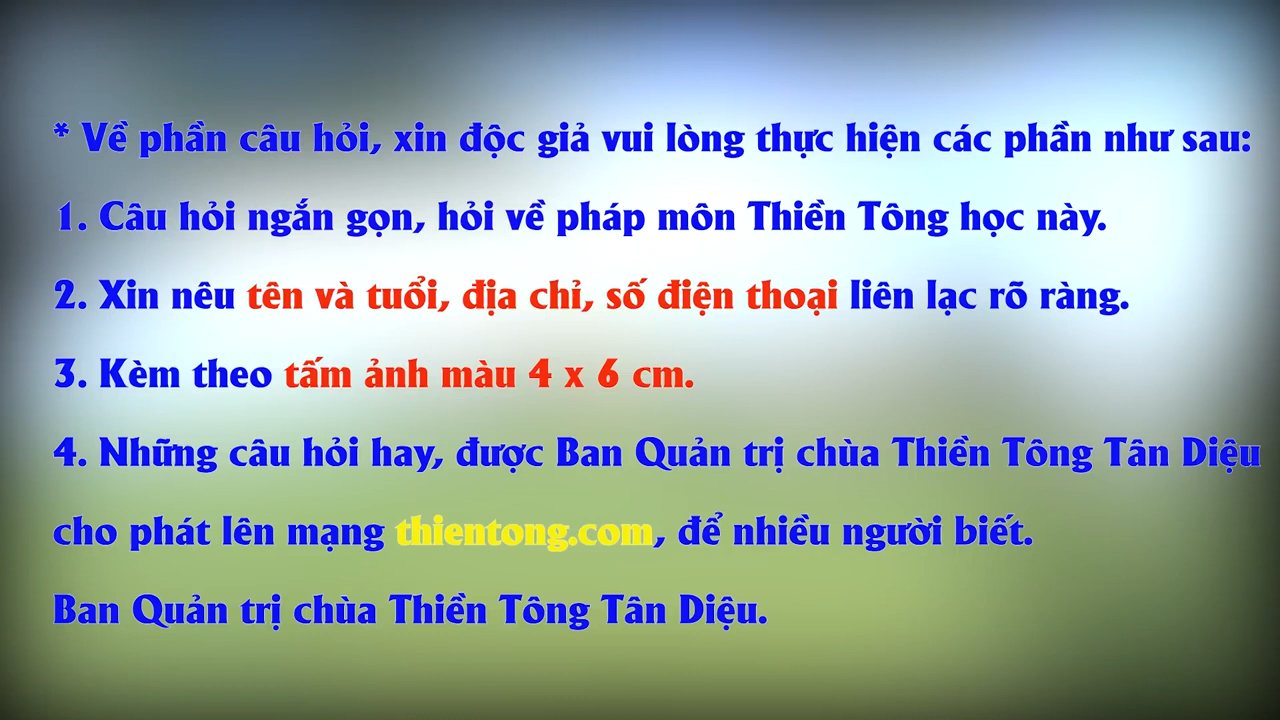 * Về phần câu hỏi, xin độc giả vui lòng thực hiện các phần như sau:
1. Câu hỏi ngắn gọn, hỏi về pháp môn Thiền Tông học này.
2. Xin nêu tên và tuổi, địa chỉ, số điện thoại liên lạc rõ ràng.
3. Kèm theo tấm ảnh màu 4 x 6 cm.
4. Những câu hỏi hay, được Ban Quản trị chùa Thiền Tông Tân Diệu
cho phát lên mạng thientong.com, để nhiều người biết.
Ban Quản trị chùa Thiền Tông Tân Diệu.